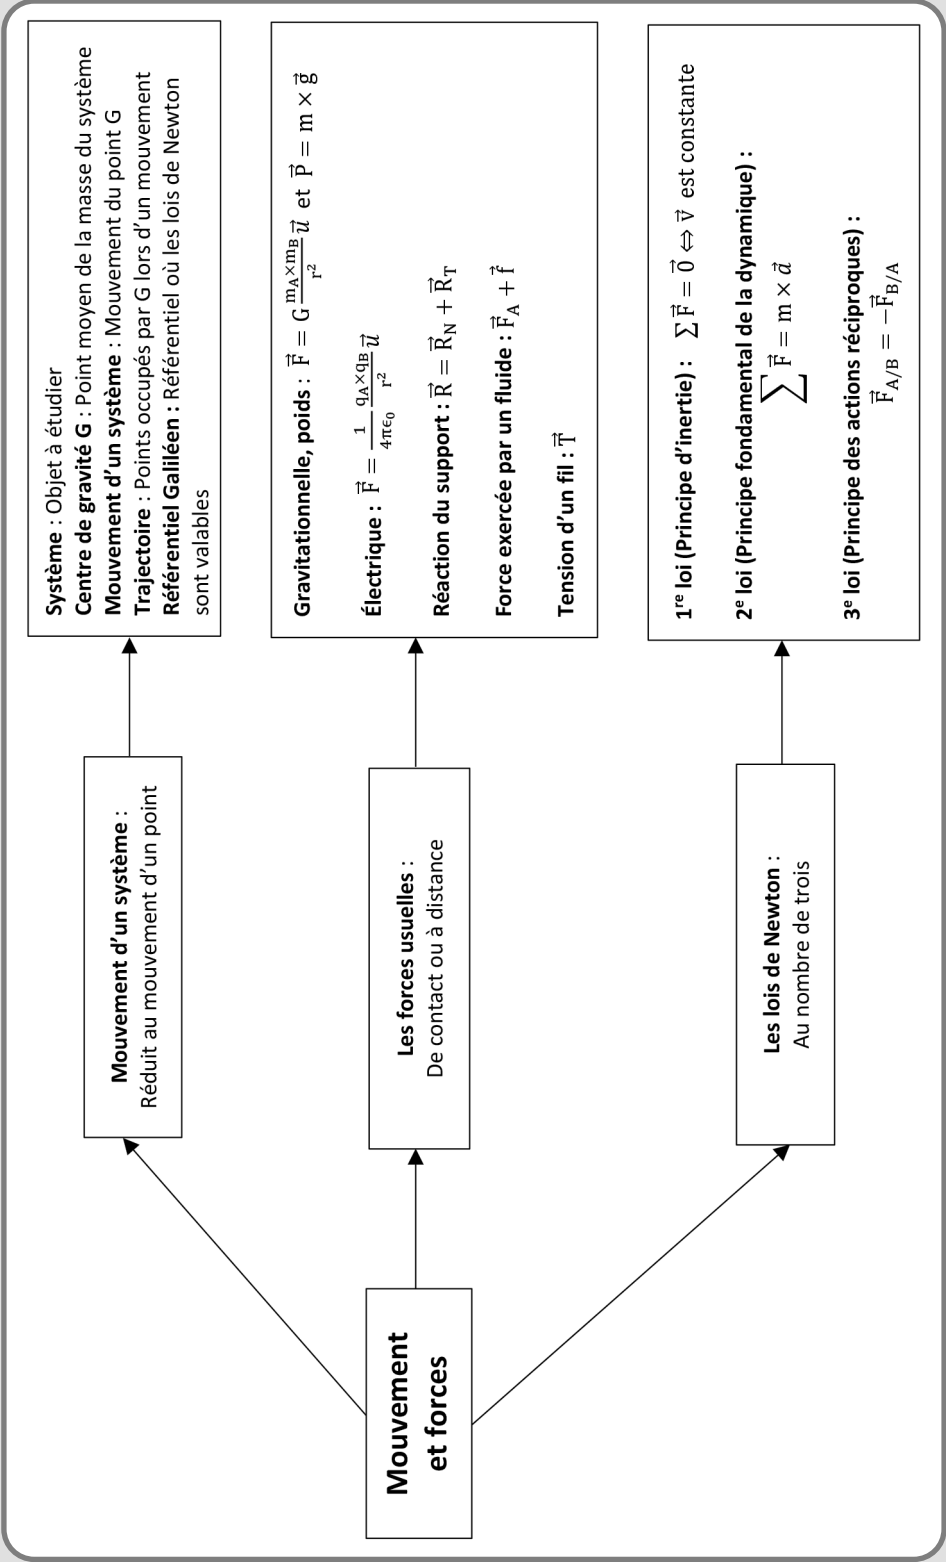 Mouvement
et forces
Mouvement d’un système :
Réduit au mouvement d’un point
Système : Objet à étudier
Centre de gravité G : Point moyen de la masse du système
Mouvement d’un système : Mouvement du point G
Trajectoire : Points occupés par G lors d’un mouvement
Référentiel Galiléen : Référentiel où les lois de Newton
sont valables
Les forces usuelles :
De contact ou à distance
Gravitationnelle, poids : F⃗ = G (m_A×m_B)/r² u⃗ et P⃗ = m × g⃗
Électrique : F⃗ = 1/(4πϵ₀) (q_A×q_B)/r² u⃗
Réaction du support : R⃗ = R⃗_N + R⃗_T
Force exercée par un fluide : F⃗_A + f⃗
Tension d’un fil : T⃗
Les lois de Newton :
Au nombre de trois
1ʳᵉ loi (Principe d’inertie) : ∑ F⃗ = 0⃗ ⇔ v⃗ est constante
2ᵉ loi (Principe fondamental de la dynamique) :
∑ F⃗ = m × a⃗
3ᵉ loi (Principe des actions réciproques) :
F⃗_A/B = −F⃗_B/A